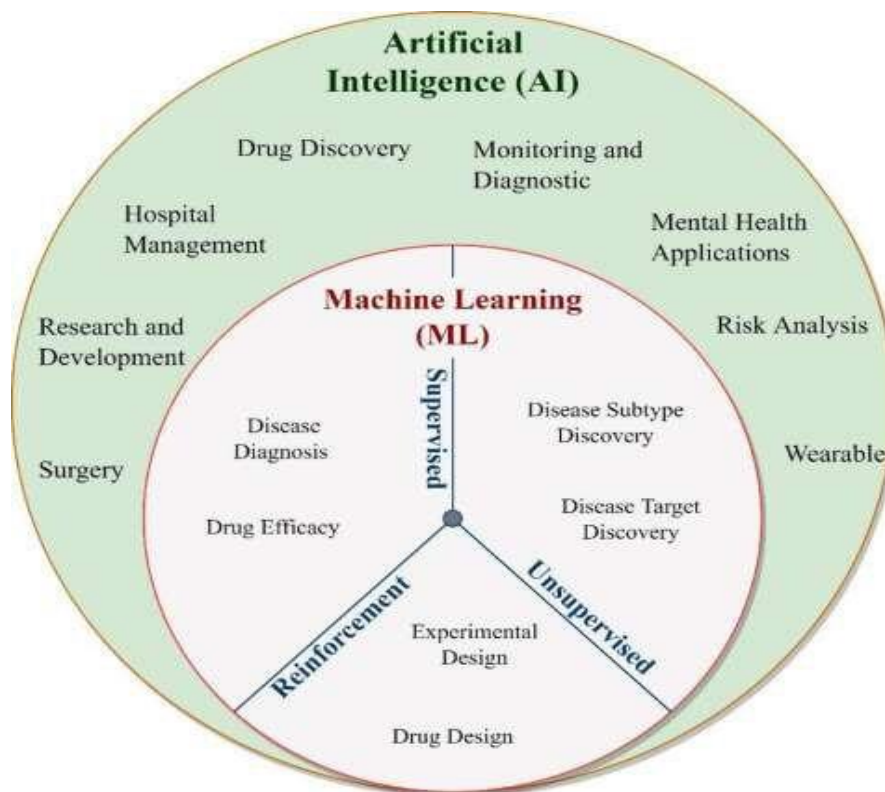 Artificial
Intelligence (AI)
Drug Discovery
Monitoring and
Diagnostic
Hospital
Management
Mental Health
Applications
Research and
Development
Risk Analysis
Surgery
Wearable
Machine Learning
(ML)
Supervised
Disease
Diagnosis
Drug Efficacy
Disease Subtype
Discovery
Disease Target
Discovery
Unsupervised
Reinforcement
Experimental
Design
Drug Design